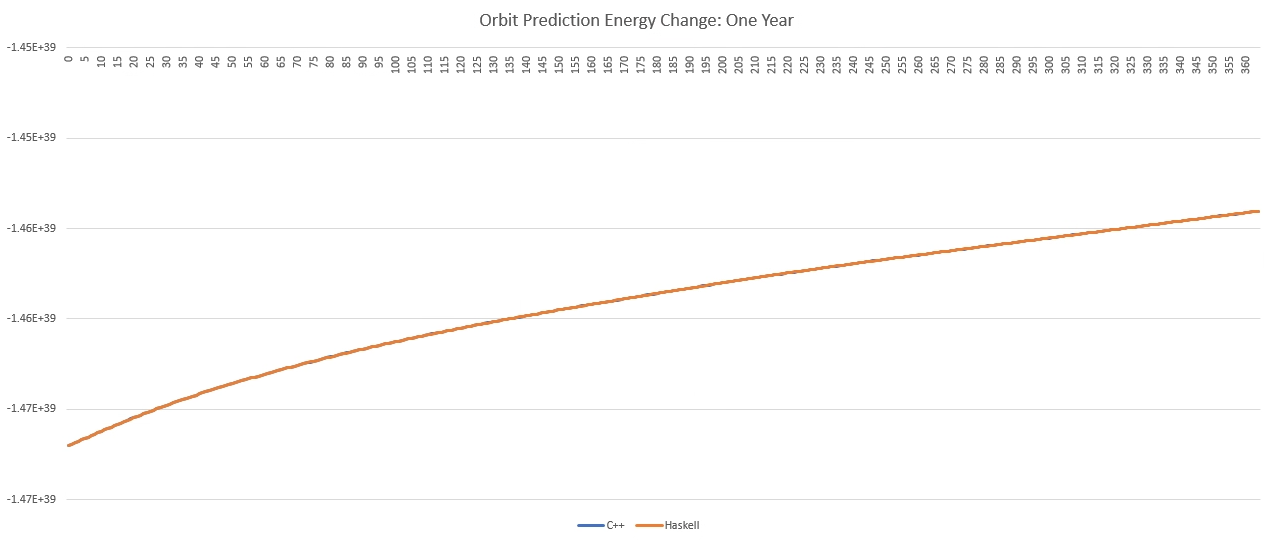 Orbit Prediction Energy Change: One Year
-1.45E+39
0 5 10 15 20 25 30 35 40 45 50 55 60 65 70 75 80 85 90 95 100 105 110 115 120 125 130 135 140 145 150 155 160 165 170 175 180 185 190 195 200 205 210 215 220 225 230 235 240 245 250 255 260 265 270 275 280 285 290 295 300 305 310 315 320 325 330 335 340 345 350 355 360
-1.45E+39
-1.46E+39
-1.46E+39
-1.47E+39
-1.47E+39
C++ Haskell